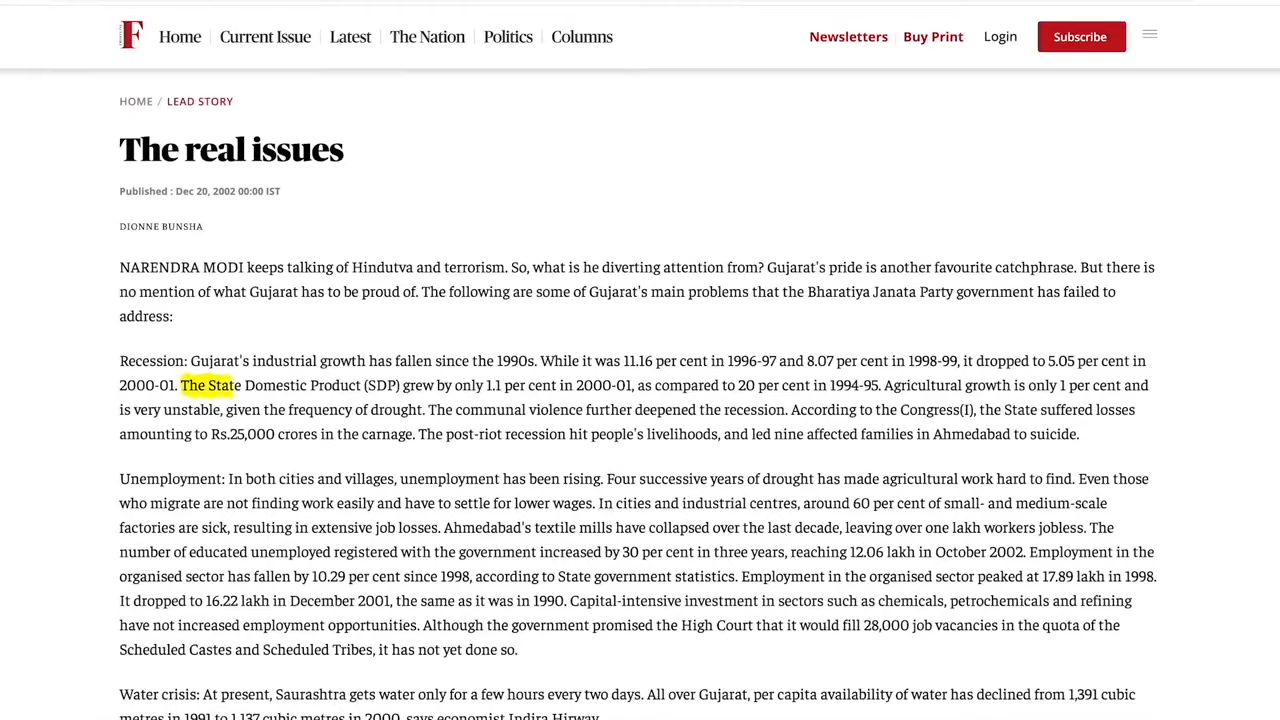 F Home Current Issue Latest The Nation Politics Columns Newsletters Buy Print Login Subscribe
HOME / LEAD STORY
The real issues
Published : Dec 20, 2002 00:00 IST
DIONNE BUNSHA
NARENDRA MODI keeps talking of Hindutva and terrorism. So, what is he diverting attention from? Gujarat's pride is another favourite catchphrase. But there is
no mention of what Gujarat has to be proud of. The following are some of Gujarat's main problems that the Bharatiya Janata Party government has failed to
address:
Recession: Gujarat's industrial growth has fallen since the 1990s. While it was 11.16 per cent in 1996-97 and 8.07 per cent in 1998-99, it dropped to 5.05 per cent in
2000-01. The State Domestic Product (SDP) grew by only 1.1 per cent in 2000-01, as compared to 20 per cent in 1994-95. Agricultural growth is only 1 per cent and
is very unstable, given the frequency of drought. The communal violence further deepened the recession. According to the Congress(I), the State suffered losses
amounting to Rs.25,000 crores in the carnage. The post-riot recession hit people's livelihoods, and led nine affected families in Ahmedabad to suicide.
Unemployment: In both cities and villages, unemployment has been rising. Four successive years of drought has made agricultural work hard to find. Even those
who migrate are not finding work easily and have to settle for lower wages. In cities and industrial centres, around 60 per cent of small- and medium-scale
factories are sick, resulting in extensive job losses. Ahmedabad's textile mills have collapsed over the last decade, leaving over one lakh workers jobless. The
number of educated unemployed registered with the government increased by 30 per cent in three years, reaching 12.06 lakh in October 2002. Employment in the
organised sector has fallen by 10.29 per cent since 1998, according to State government statistics. Employment in the organised sector peaked at 17.89 lakh in 1998.
It dropped to 16.22 lakh in December 2001, the same as it was in 1990. Capital-intensive investment in sectors such as chemicals, petrochemicals and refining
have not increased employment opportunities. Although the government promised the High Court that it would fill 28,000 job vacancies in the quota of the
Scheduled Castes and Scheduled Tribes, it has not yet done so.
Water crisis: At present, Saurashtra gets water only for a few hours every two days. All over Gujarat, per capita availability of water has declined from 1,391 cubic
metres in 1991 to 1,137 cubic metres in 2000, says economist Indira Hirway.